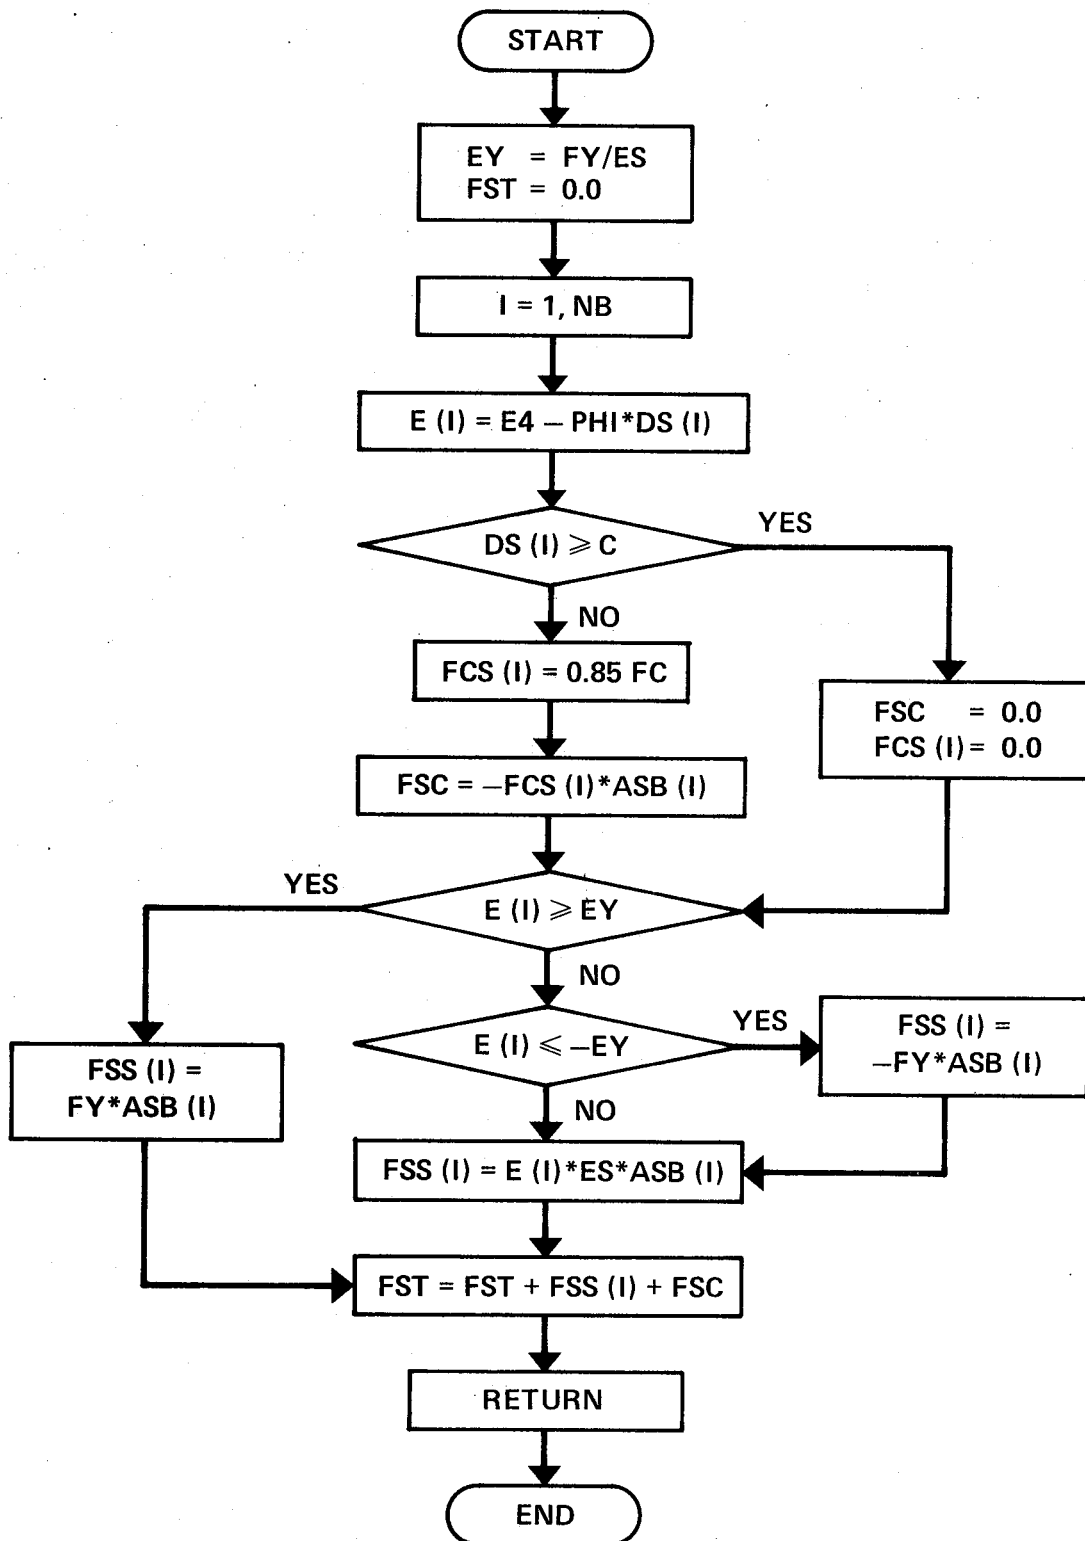 START
EY = FY/ES
FST = 0.0
I = 1, NB
E (I) = E4 – PHI*DS (I)
DS (I) ⩾ C
YES
NO
FCS (I) = 0.85 FC
FSC = 0.0
FCS (I) = 0.0
FSC = –FCS (I)*ASB (I)
YES
E (I) ⩾ EY
NO
E (I) ⩽ –EY
YES
FSS (I) =
–FY*ASB (I)
FSS (I) =
FY*ASB (I)
NO
FSS (I) = E (I)*ES*ASB (I)
FST = FST + FSS (I) + FSC
RETURN
END